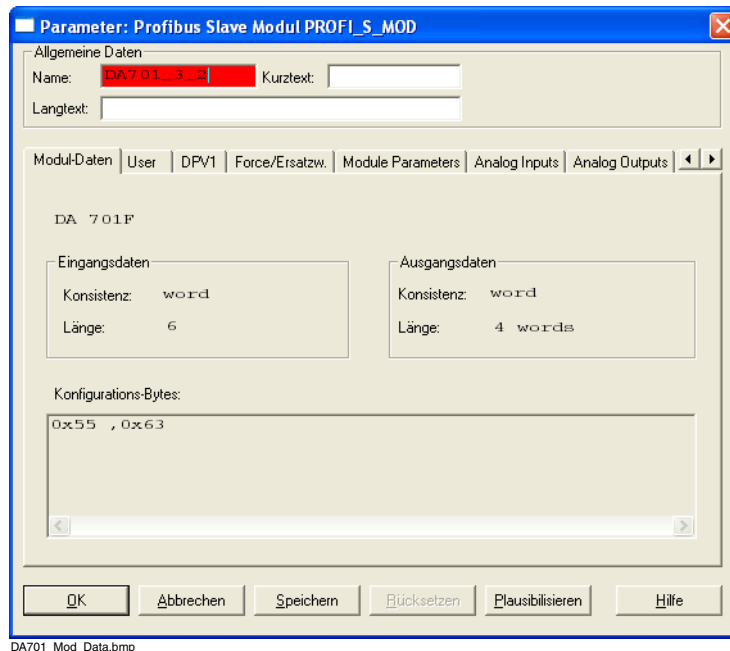 Parameter: Profibus Slave Modul PROFI_S_MOD
Allgemeine Daten
Name: DA701_3_2 Kurztext:
Langtext:
Modul-Daten User DPV1 Force/Ersatzw. Module Parameters Analog Inputs Analog Outputs
DA 701F
Eingangsdaten Ausgangsdaten
Konsistenz: word Konsistenz: word
Länge: 6 Länge: 4 words
Konfigurations-Bytes:
0x55 ,0x63
OK Abbrechen Speichern Rücksetzen Plausibilisieren Hilfe
DA701_Mod_Data.bmp